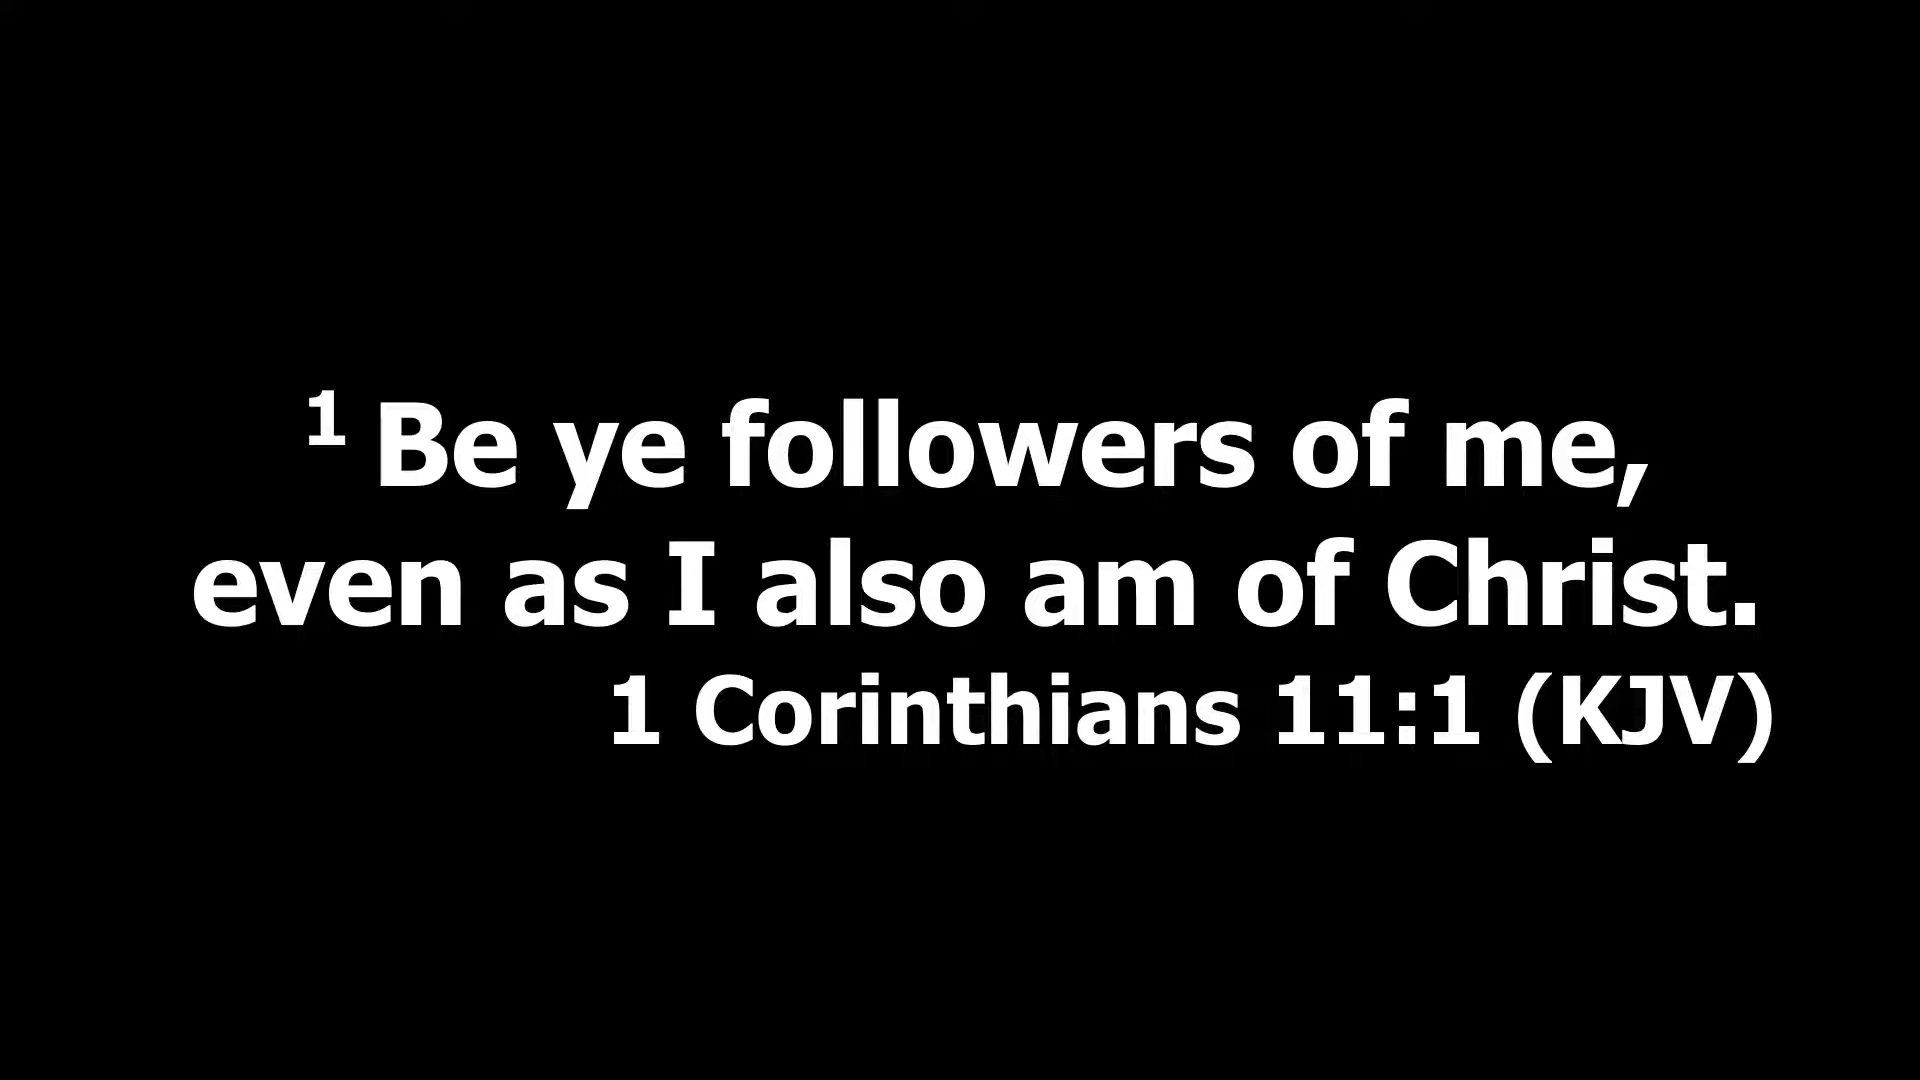 1 Be ye followers of me,
even as I also am of Christ.
1 Corinthians 11:1 (KJV)